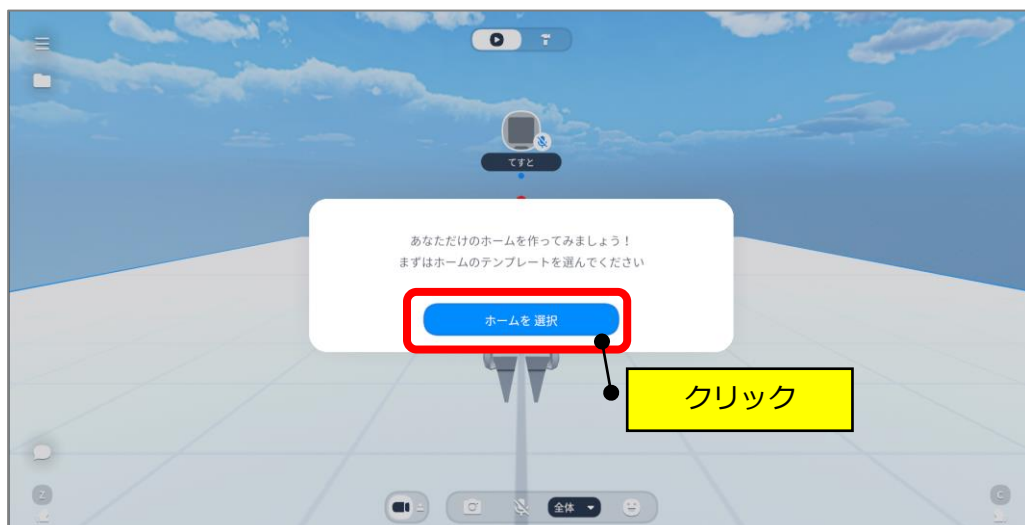 てすと
あなただけのホームを作ってみましょう！
まずはホームのテンプレートを選んでください
ホームを 選択
クリック
Z
全体
C